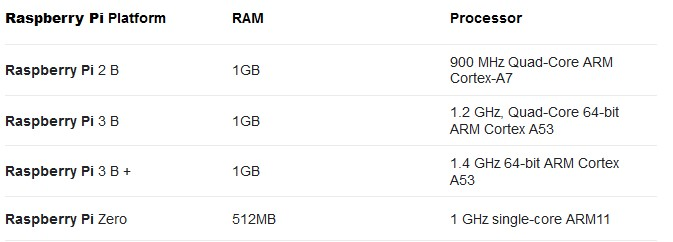 Raspberry Pi Platform RAM Processor
Raspberry Pi 2 B 1GB 900 MHz Quad-Core ARM
Cortex-A7
Raspberry Pi 3 B 1GB 1.2 GHz, Quad-Core 64-bit
ARM Cortex A53
Raspberry Pi 3 B + 1GB 1.4 GHz 64-bit ARM Cortex
A53
Raspberry Pi Zero 512MB 1 GHz single-core ARM11